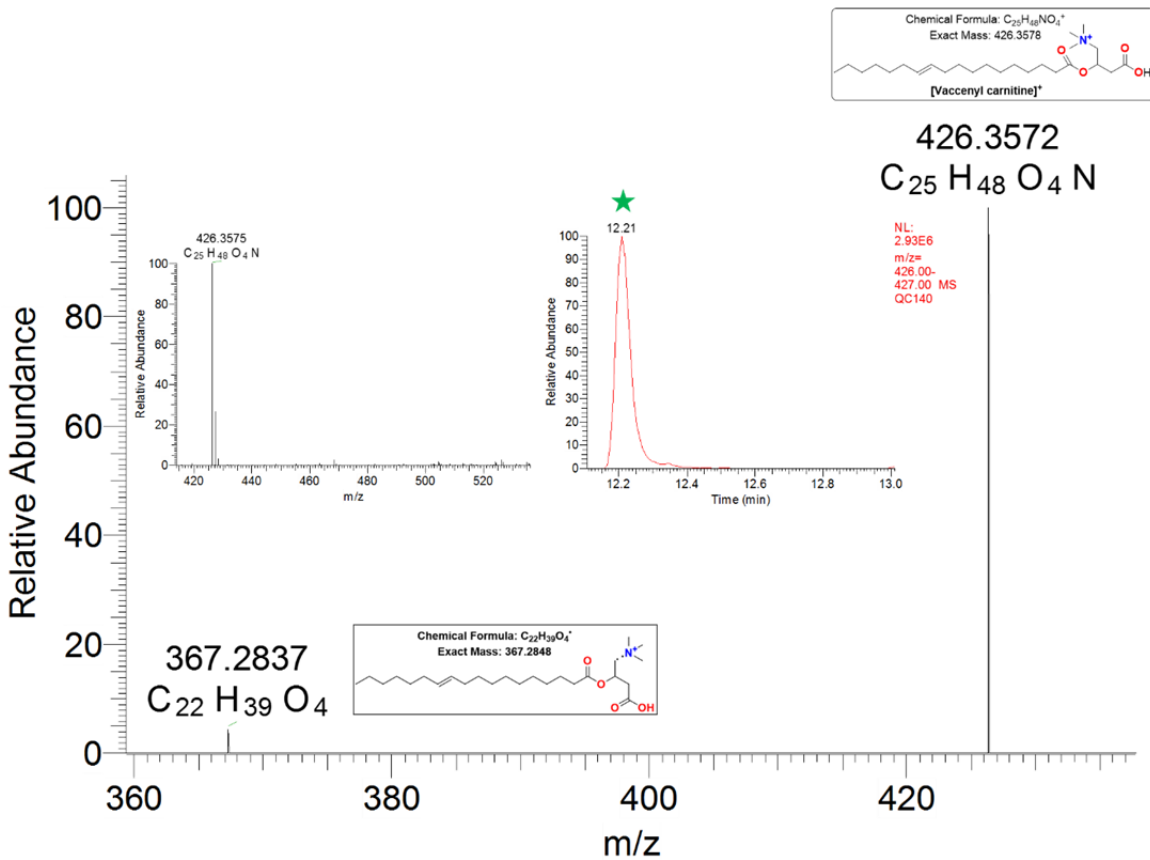 Chemical Formula: C₂₅H₄₈NO₄⁺
Exact Mass: 426.3578
N⁺
O
O
O
OH
[Vaccenyl carnitine]⁺
426.3572
C₂₅ H₄₈ O₄ N
Relative Abundance
100
80
60
40
20
0
426.3575
C₂₅ H₄₈ O₄ N
Relative Abundance
100
80
60
40
20
0
420
440
460
480
500
520
m/z
12.21
Relative Abundance
100
90
80
70
60
50
40
30
20
10
0
12.2
12.4
12.6
12.8
13.0
Time (min)
NL:
2.93E6
m/z=
426.00-
427.00 MS
QC140
367.2837
C₂₂ H₃₉ O₄
Chemical Formula: C₂₂H₃₉O₄•
Exact Mass: 367.2848
O
N⁺
O
O
OH
360
380
400
420
m/z